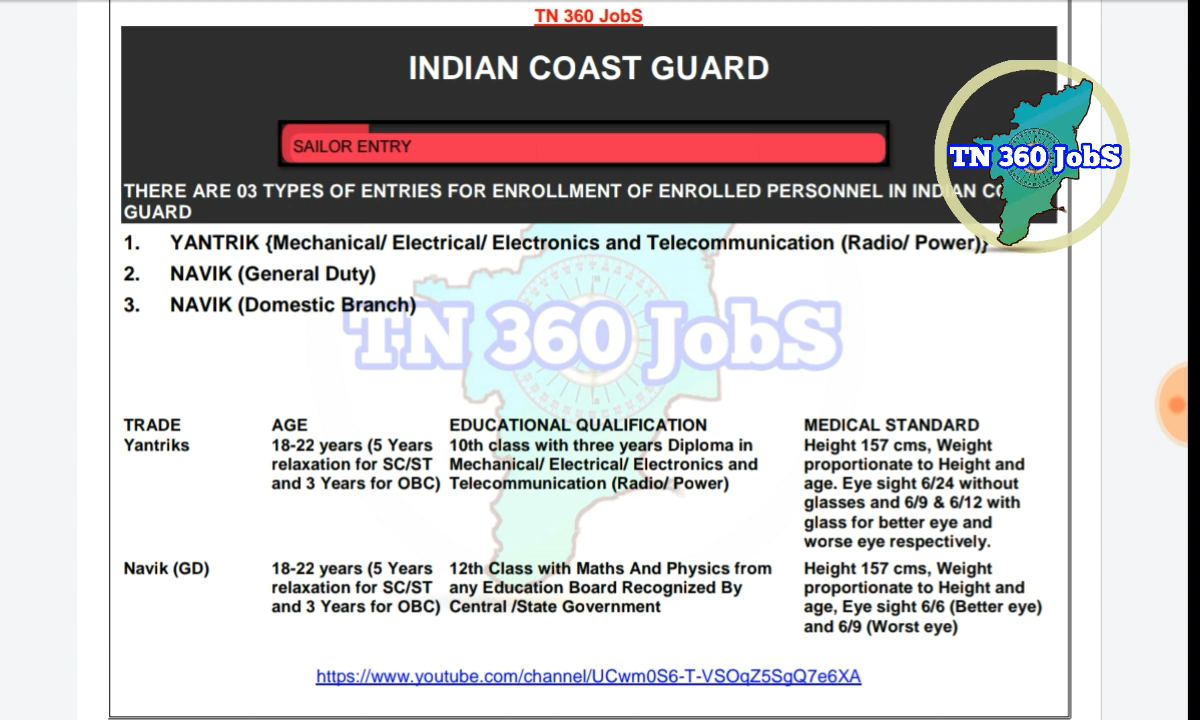 TN 360 JobS
INDIAN COAST GUARD
SAILOR ENTRY
TN 360 JobS
THERE ARE 03 TYPES OF ENTRIES FOR ENROLLMENT OF ENROLLED PERSONNEL IN INDIAN
GUARD
1. YANTRIK {Mechanical/ Electrical/ Electronics and Telecommunication (Radio/ Power)}
2. NAVIK (General Duty)
3. NAVIK (Domestic Branch)
TN 360 JobS
TRADE AGE EDUCATIONAL QUALIFICATION MEDICAL STANDARD
Yantriks 18-22 years (5 Years 10th class with three years Diploma in Height 157 cms, Weight
relaxation for SC/ST Mechanical/ Electrical/ Electronics and proportionate to Height and
and 3 Years for OBC) Telecommunication (Radio/ Power) age. Eye sight 6/24 without
glasses and 6/9 & 6/12 with
glass for better eye and
worse eye respectively.
Navik (GD) 18-22 years (5 Years 12th Class with Maths And Physics from Height 157 cms, Weight
relaxation for SC/ST any Education Board Recognized By proportionate to Height and
and 3 Years for OBC) Central /State Government age, Eye sight 6/6 (Better eye)
and 6/9 (Worst eye)
https://www.youtube.com/channel/UCwm0S6-T-VSOqZ5SgQ7e6XA